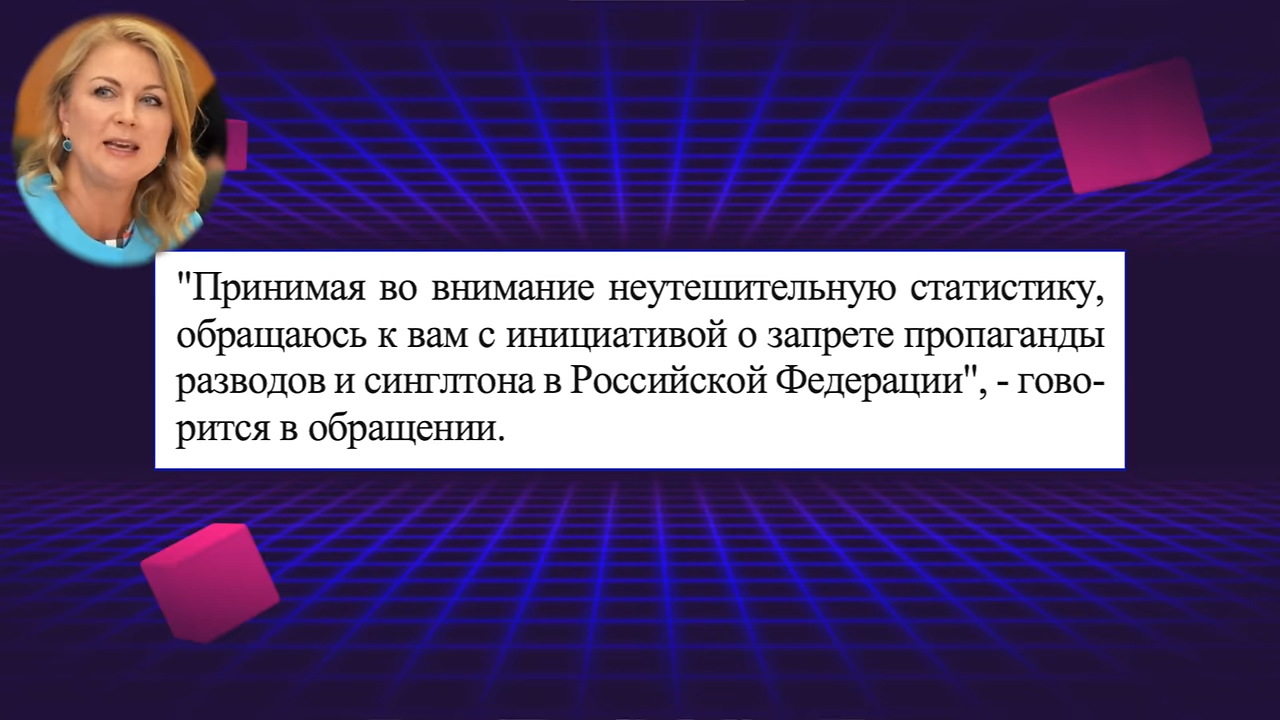 "Принимая во внимание неутешительную статистику,
обращаюсь к вам с инициативой о запрете пропаганды
разводов и синглтона в Российской Федерации", - гово-
рится в обращении.